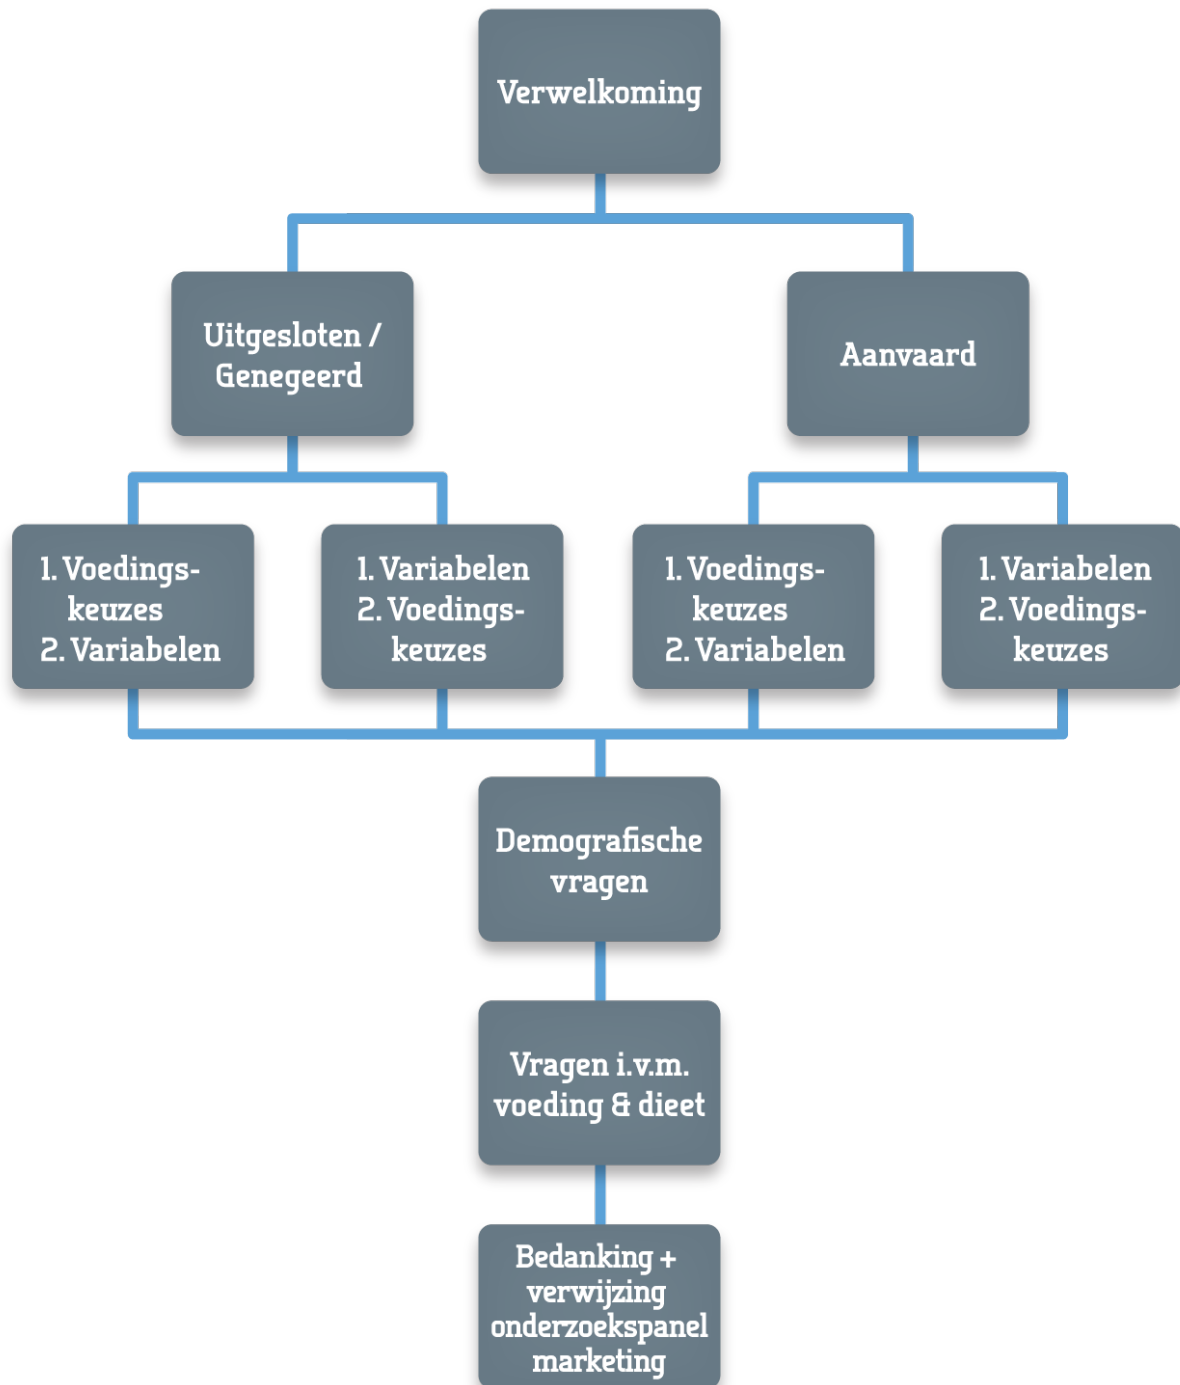 Verwelkoming
Uitgesloten /
Genegeerd
Aanvaard
1. Voedings-
keuzes
2. Variabelen
1. Variabelen
2. Voedings-
keuzes
1. Voedings-
keuzes
2. Variabelen
1. Variabelen
2. Voedings-
keuzes
Demografische
vragen
Vragen i.v.m.
voeding & dieet
Bedanking +
verwijzing
onderzoekspanel
marketing